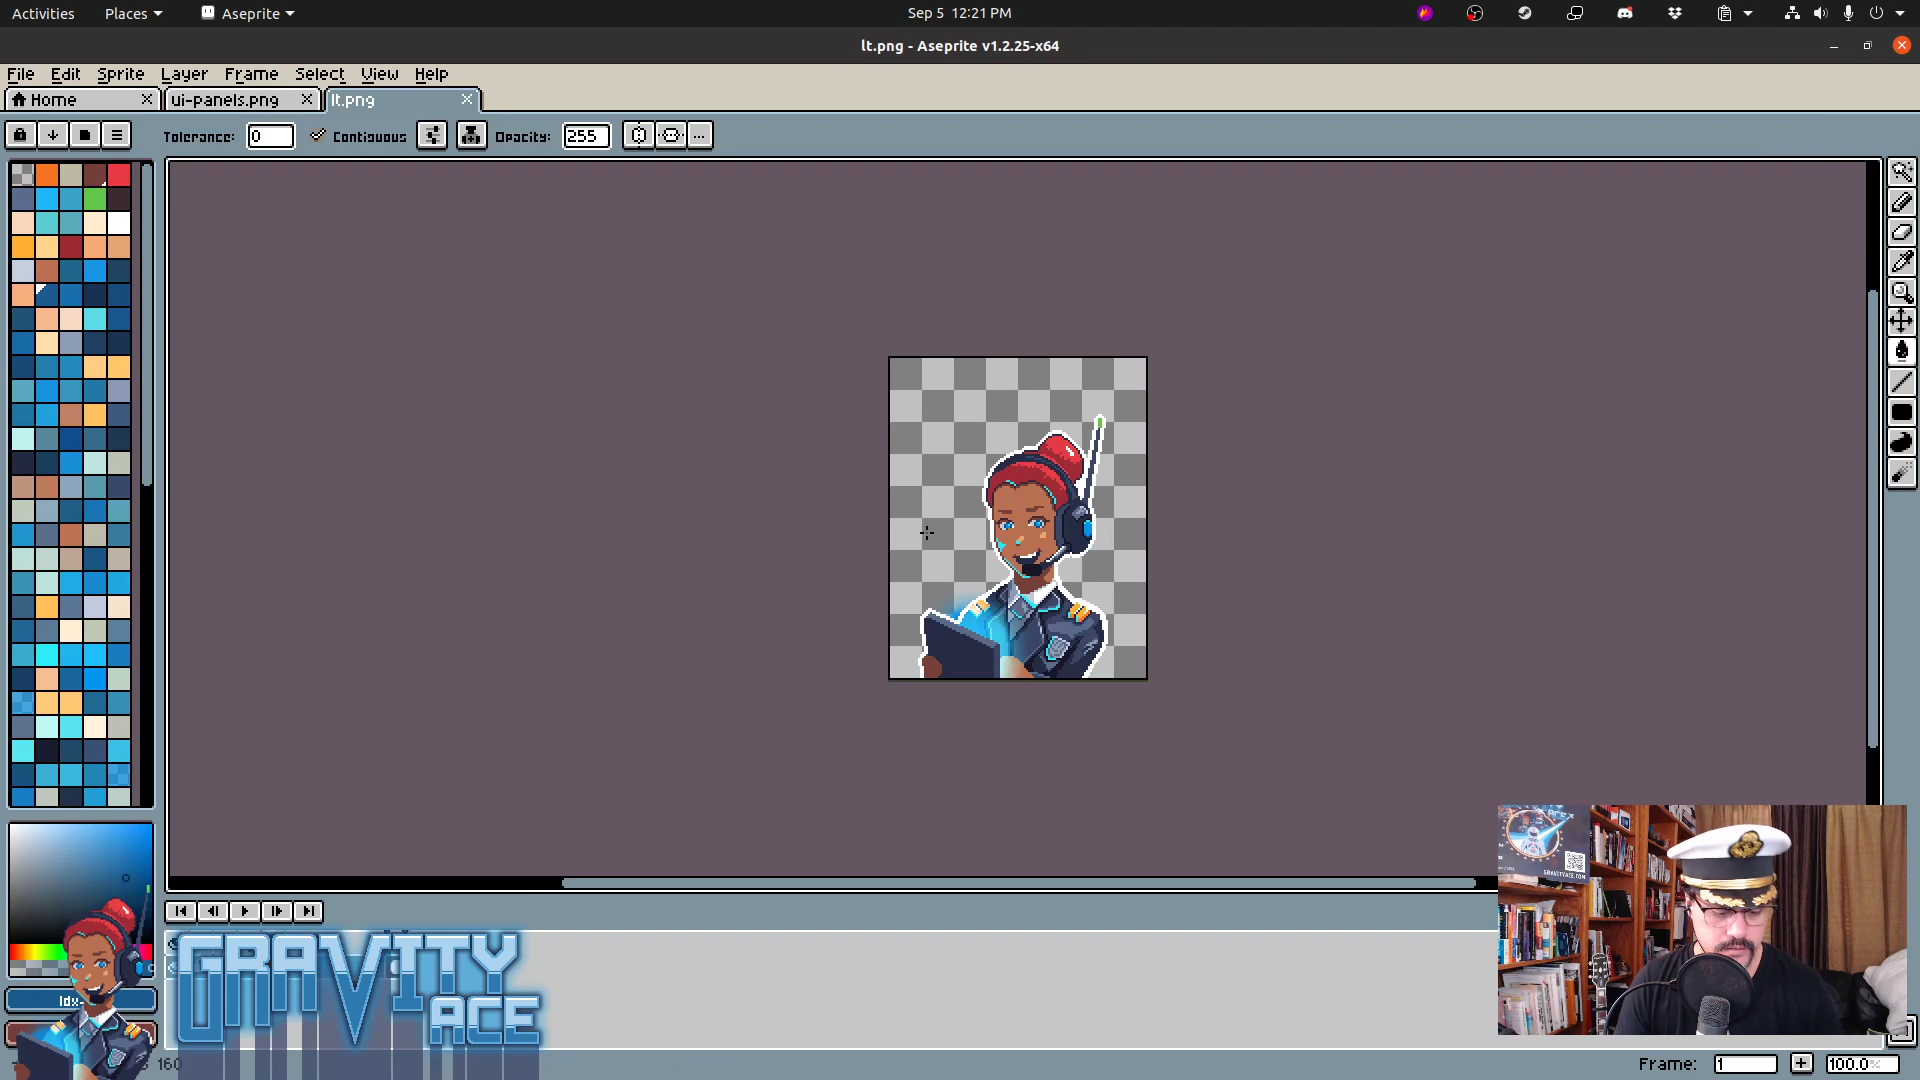 Activities Places Aseprite Sep 5 12:21 PM
lt.png - Aseprite v1.2.25-x64
File Edit Sprite Layer Frame Select View Help
Home ui-panels.png lt.png
Tolerance: 0 Contiguous Opacity: 255 ...
Idx-
GRAVITY
ACE
160
GRAVITYACE.COM
Frame: 1 + 100.0